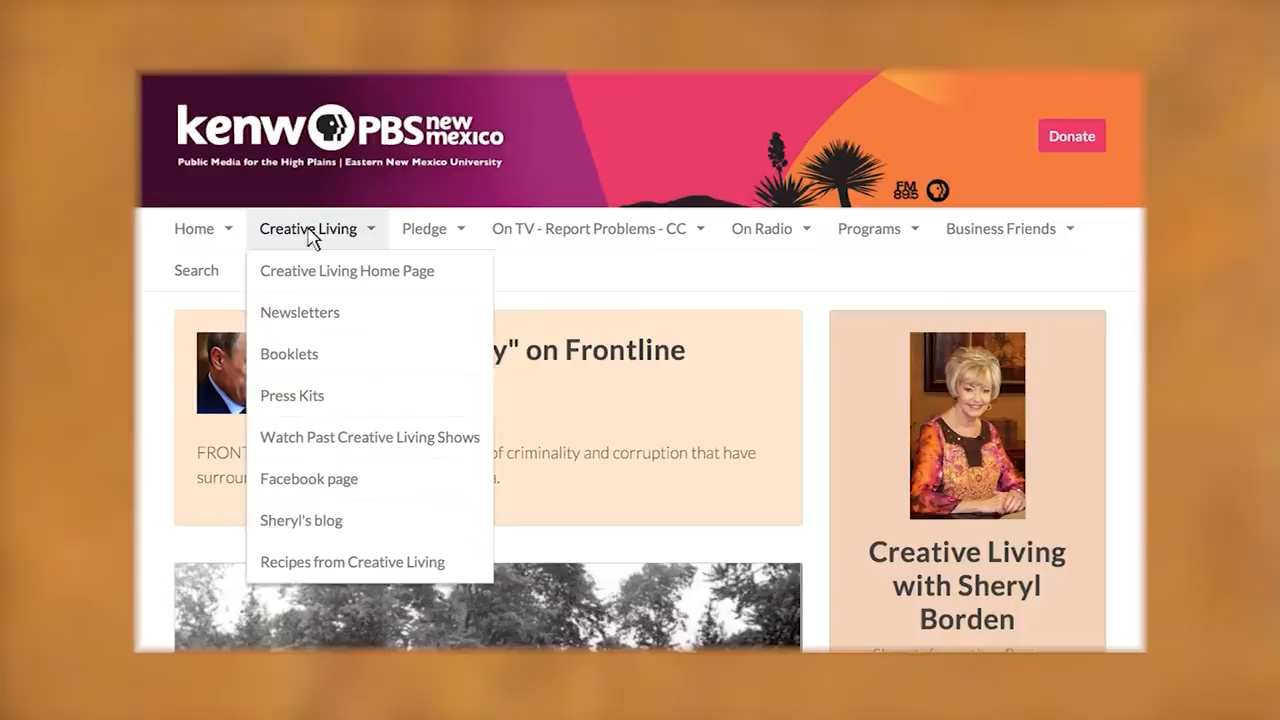 kenw PBS new mexico
Public Media for the High Plains | Eastern New Mexico University
Donate
FM 89.5
Home
Creative Living
Pledge
On TV - Report Problems - CC
On Radio
Programs
Business Friends
Search
Creative Living Home Page
Newsletters
Booklets
Press Kits
Watch Past Creative Living Shows
Facebook page
Sheryl's blog
Recipes from Creative Living
y" on Frontline
FRONT
of criminality and corruption that have
surrou
Creative Living
with Sheryl
Borden